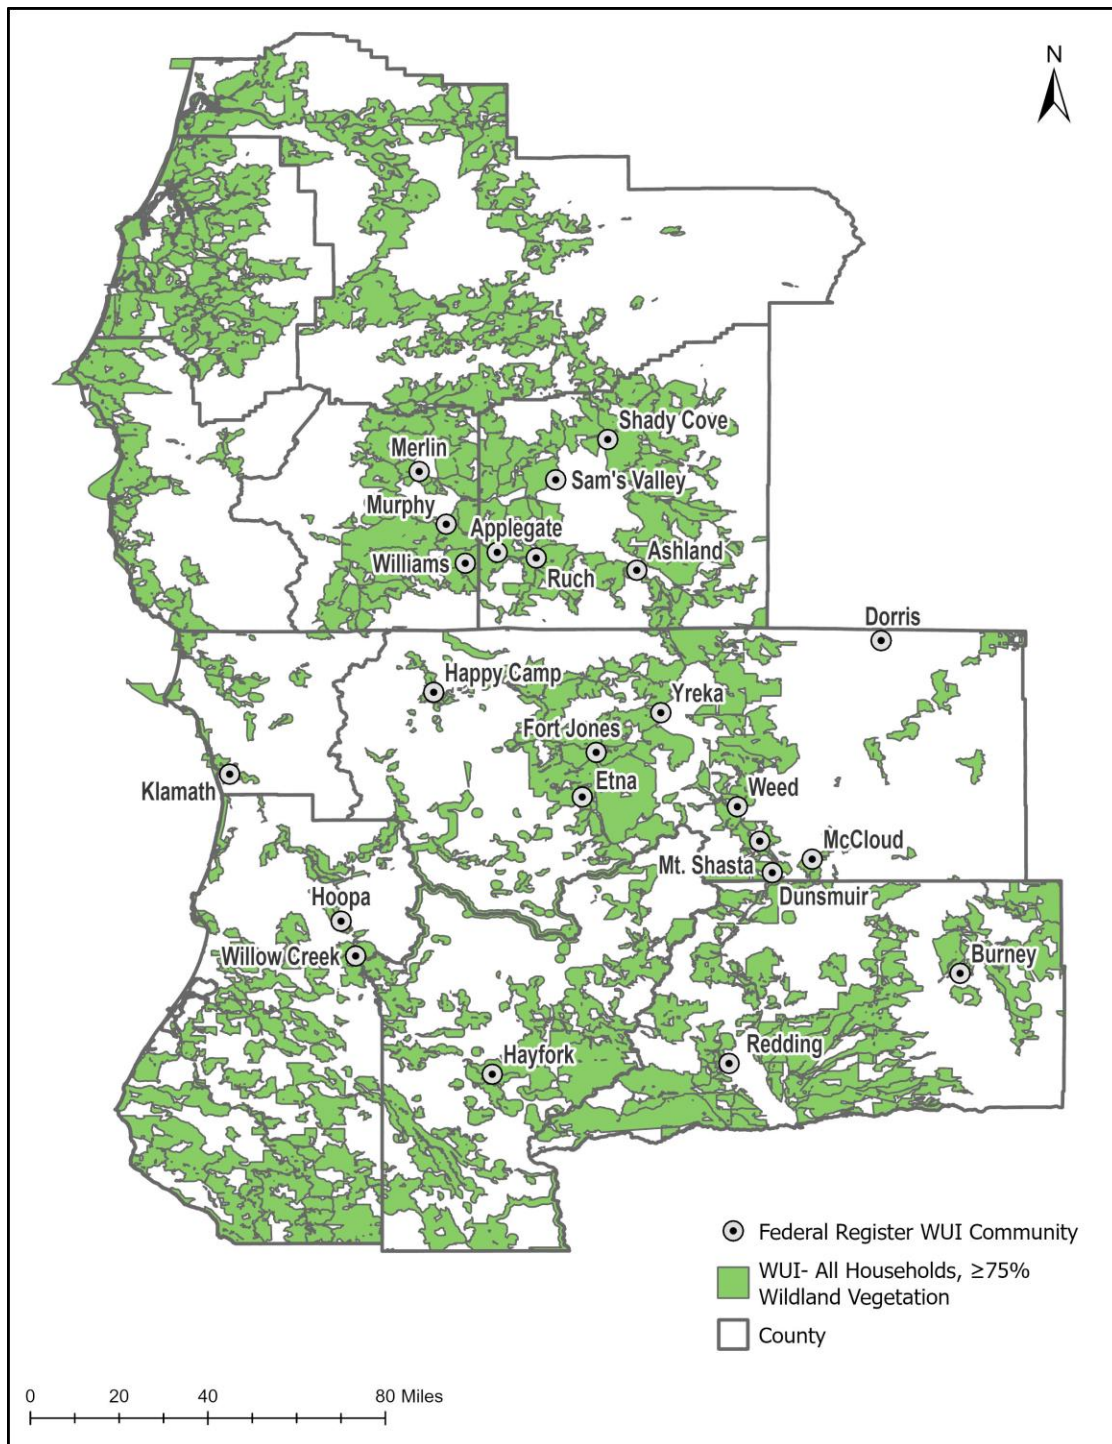 N
Shady Cove
Merlin
Sam's Valley
Murphy
Applegate
Williams
Ashland
Ruch
Dorris
Happy Camp
Yreka
Fort Jones
Etna
Klamath
Weed
McCloud
Mt. Shasta
Dunsmuir
Hoopa
Willow Creek
Burney
Redding
Hayfork
Federal Register WUI Community
WUI- All Households, ≥75%
Wildland Vegetation
County
0 20 40 80 Miles